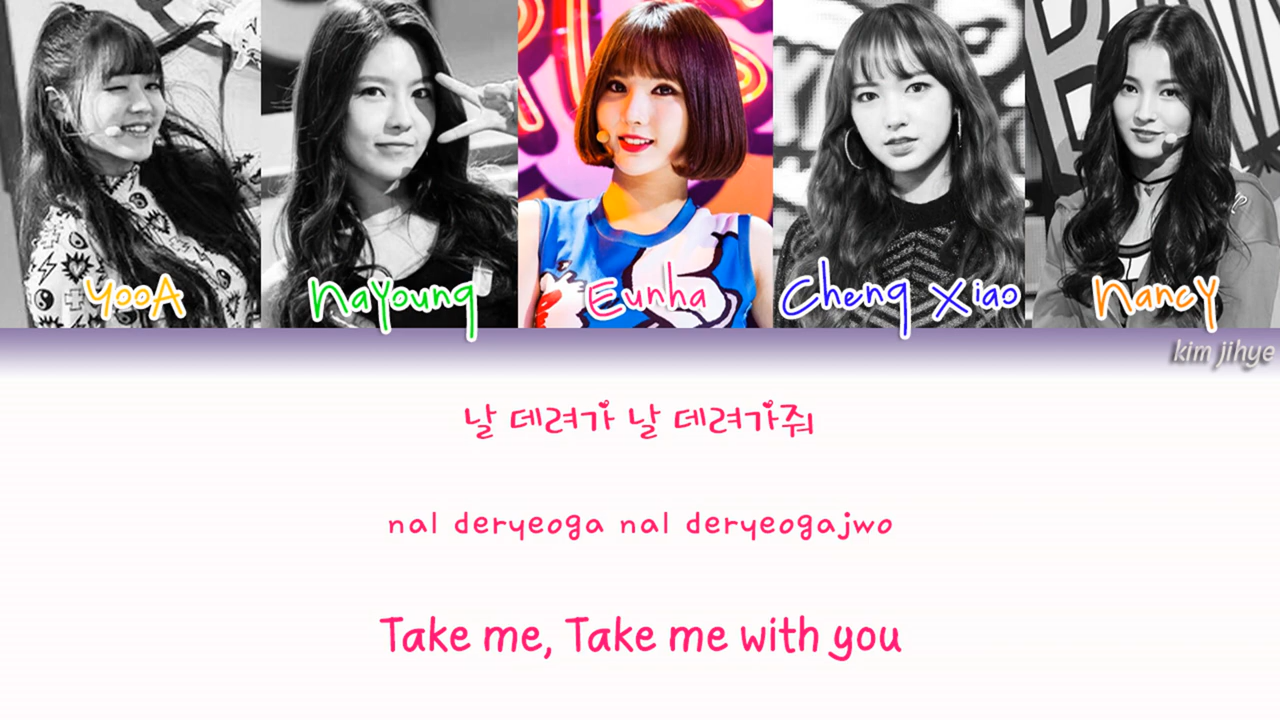 YooA
NaYoung
Eunha
Cheng Xiao
Nancy
kim jihye
날 데려가 날 데려가줘
nal deryeoga nal deryeogajwo
Take me, Take me with you